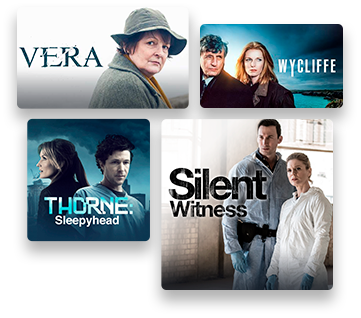 VERA
WYCLIFFE
THORNE:
Sleepyhead
Silent
Witness